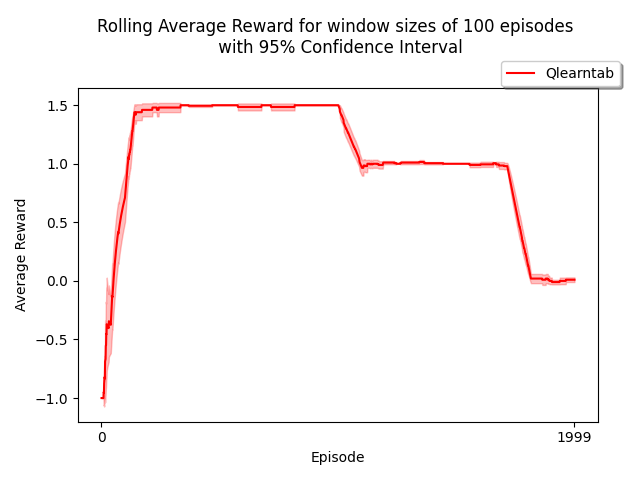 Rolling Average Reward for window sizes of 100 episodes
with 95% Confidence Interval
Qlearntab
1.5
1.0
0.5
0.0
−0.5
−1.0
Average Reward
0
1999
Episode